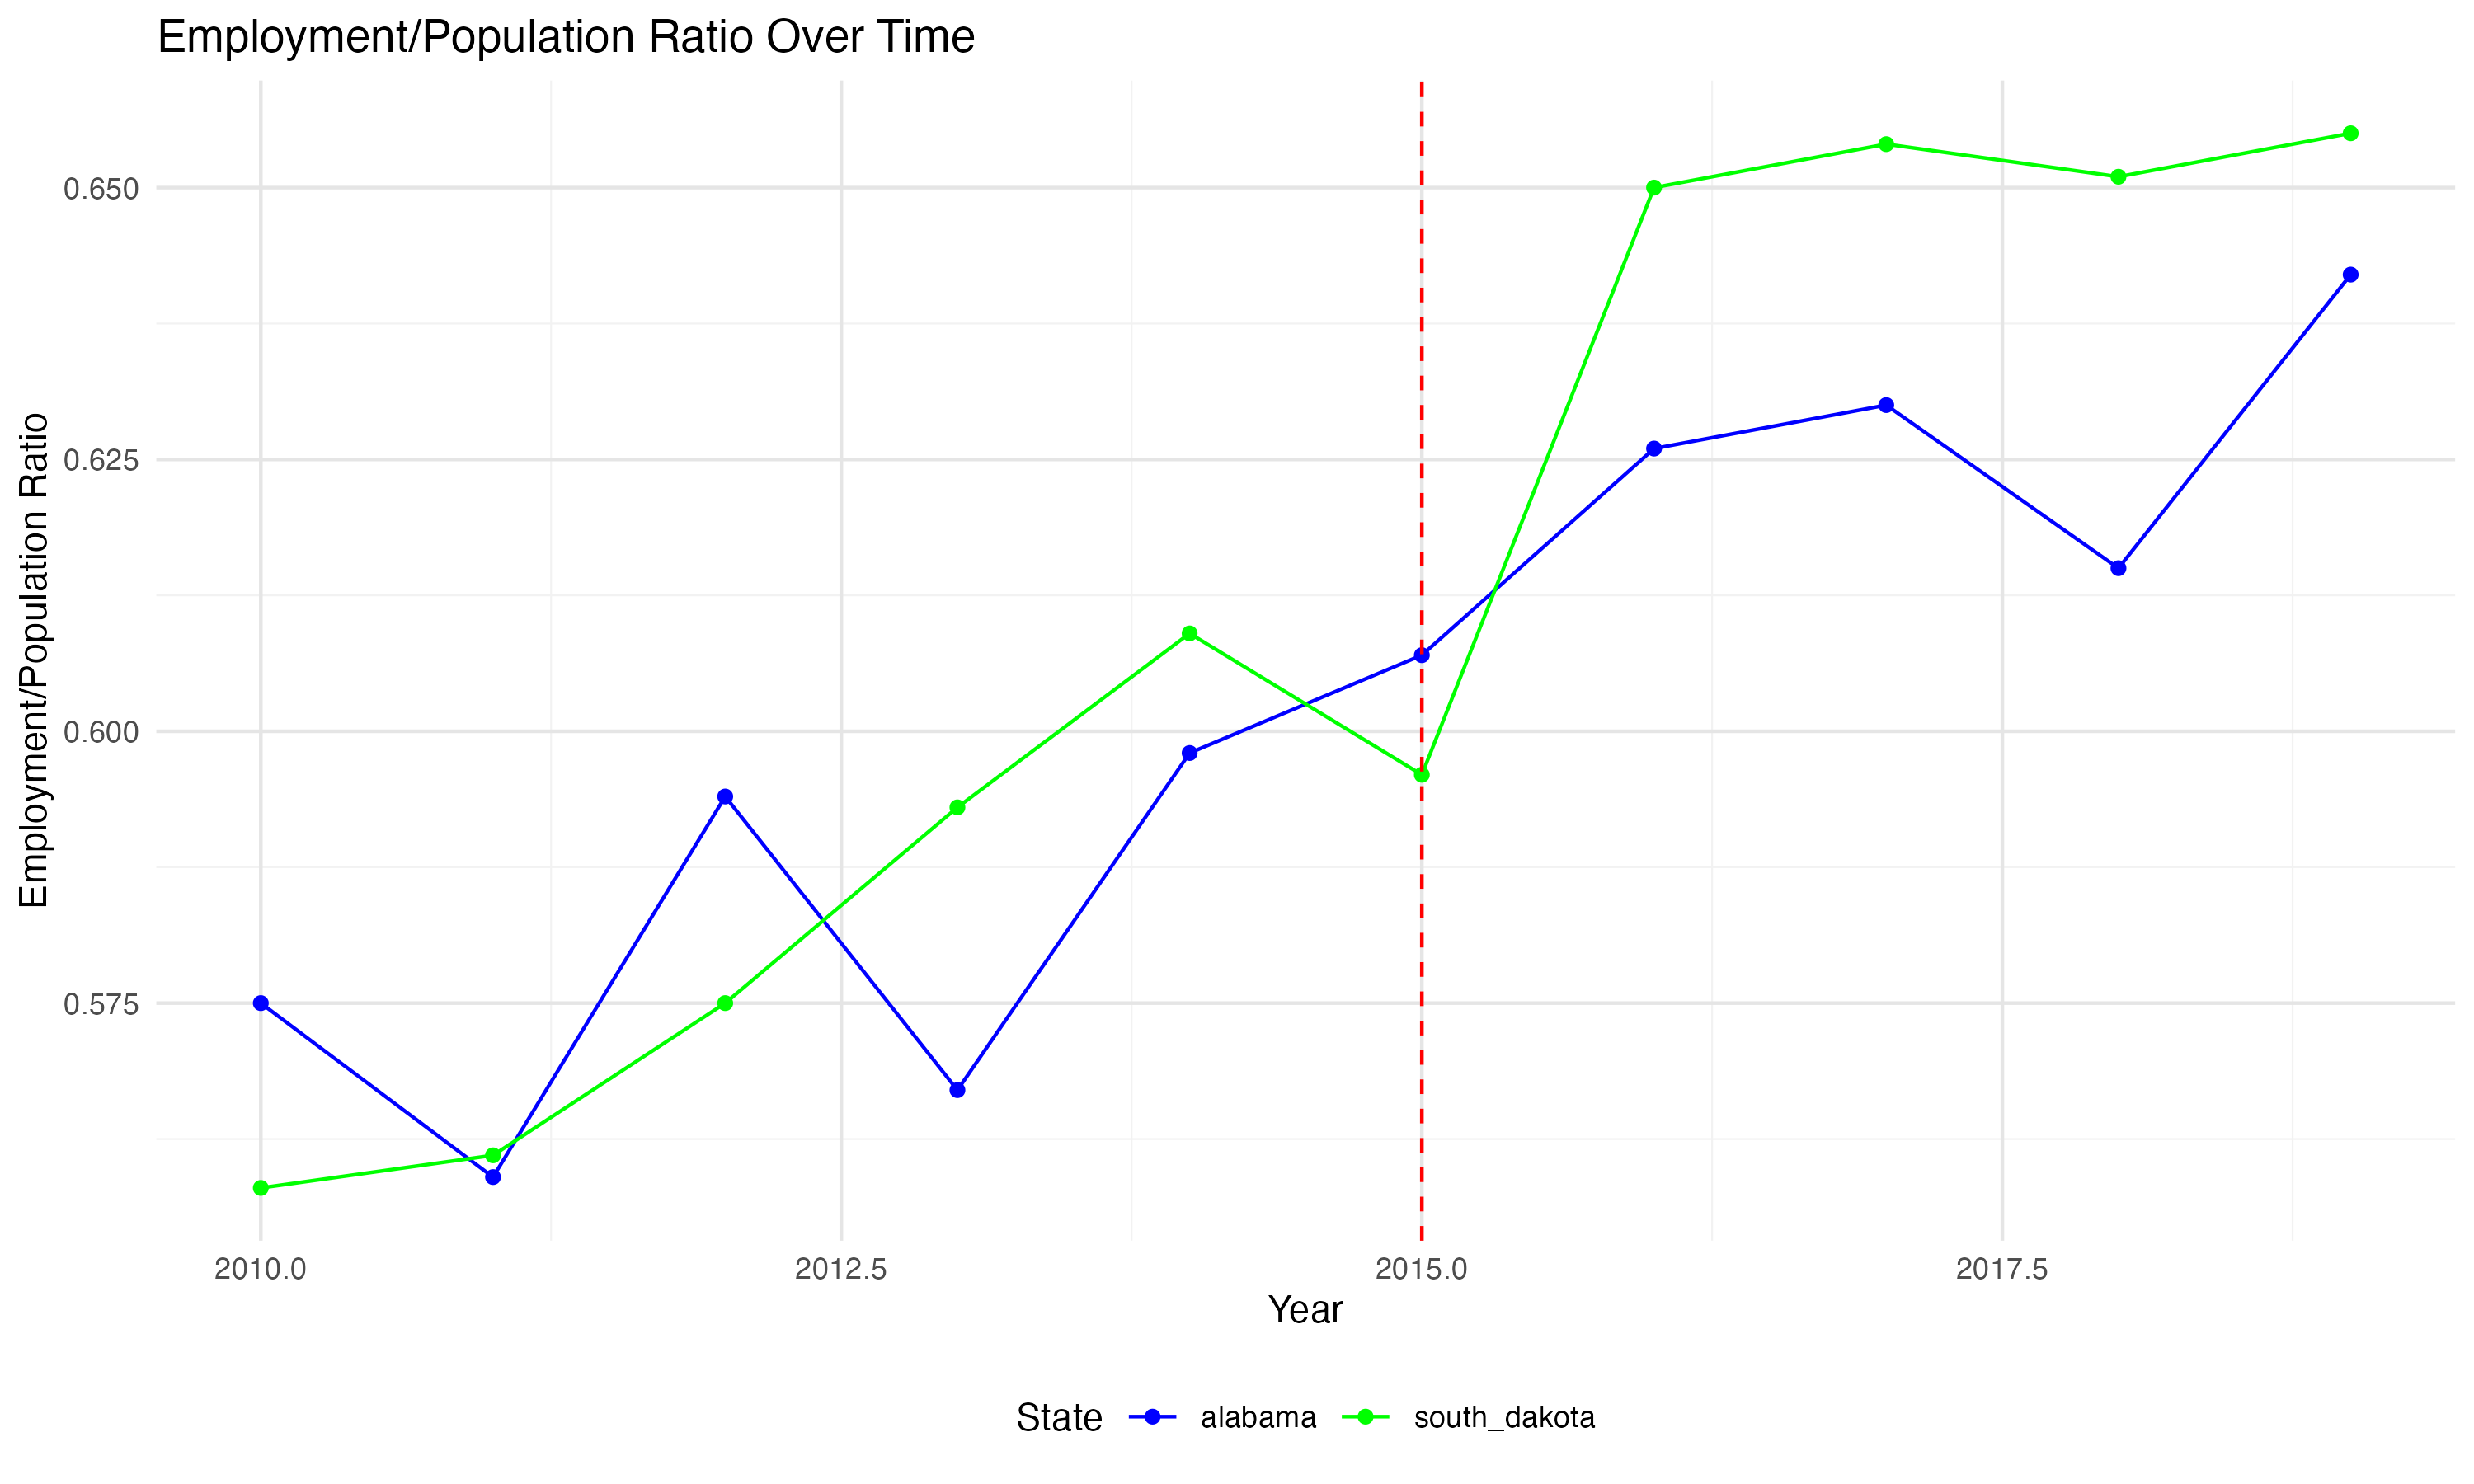 Employment/Population Ratio Over Time
Employment/Population Ratio
0.650
0.625
0.600
0.575
2010.0 2012.5 2015.0 2017.5
Year
State alabama south_dakota